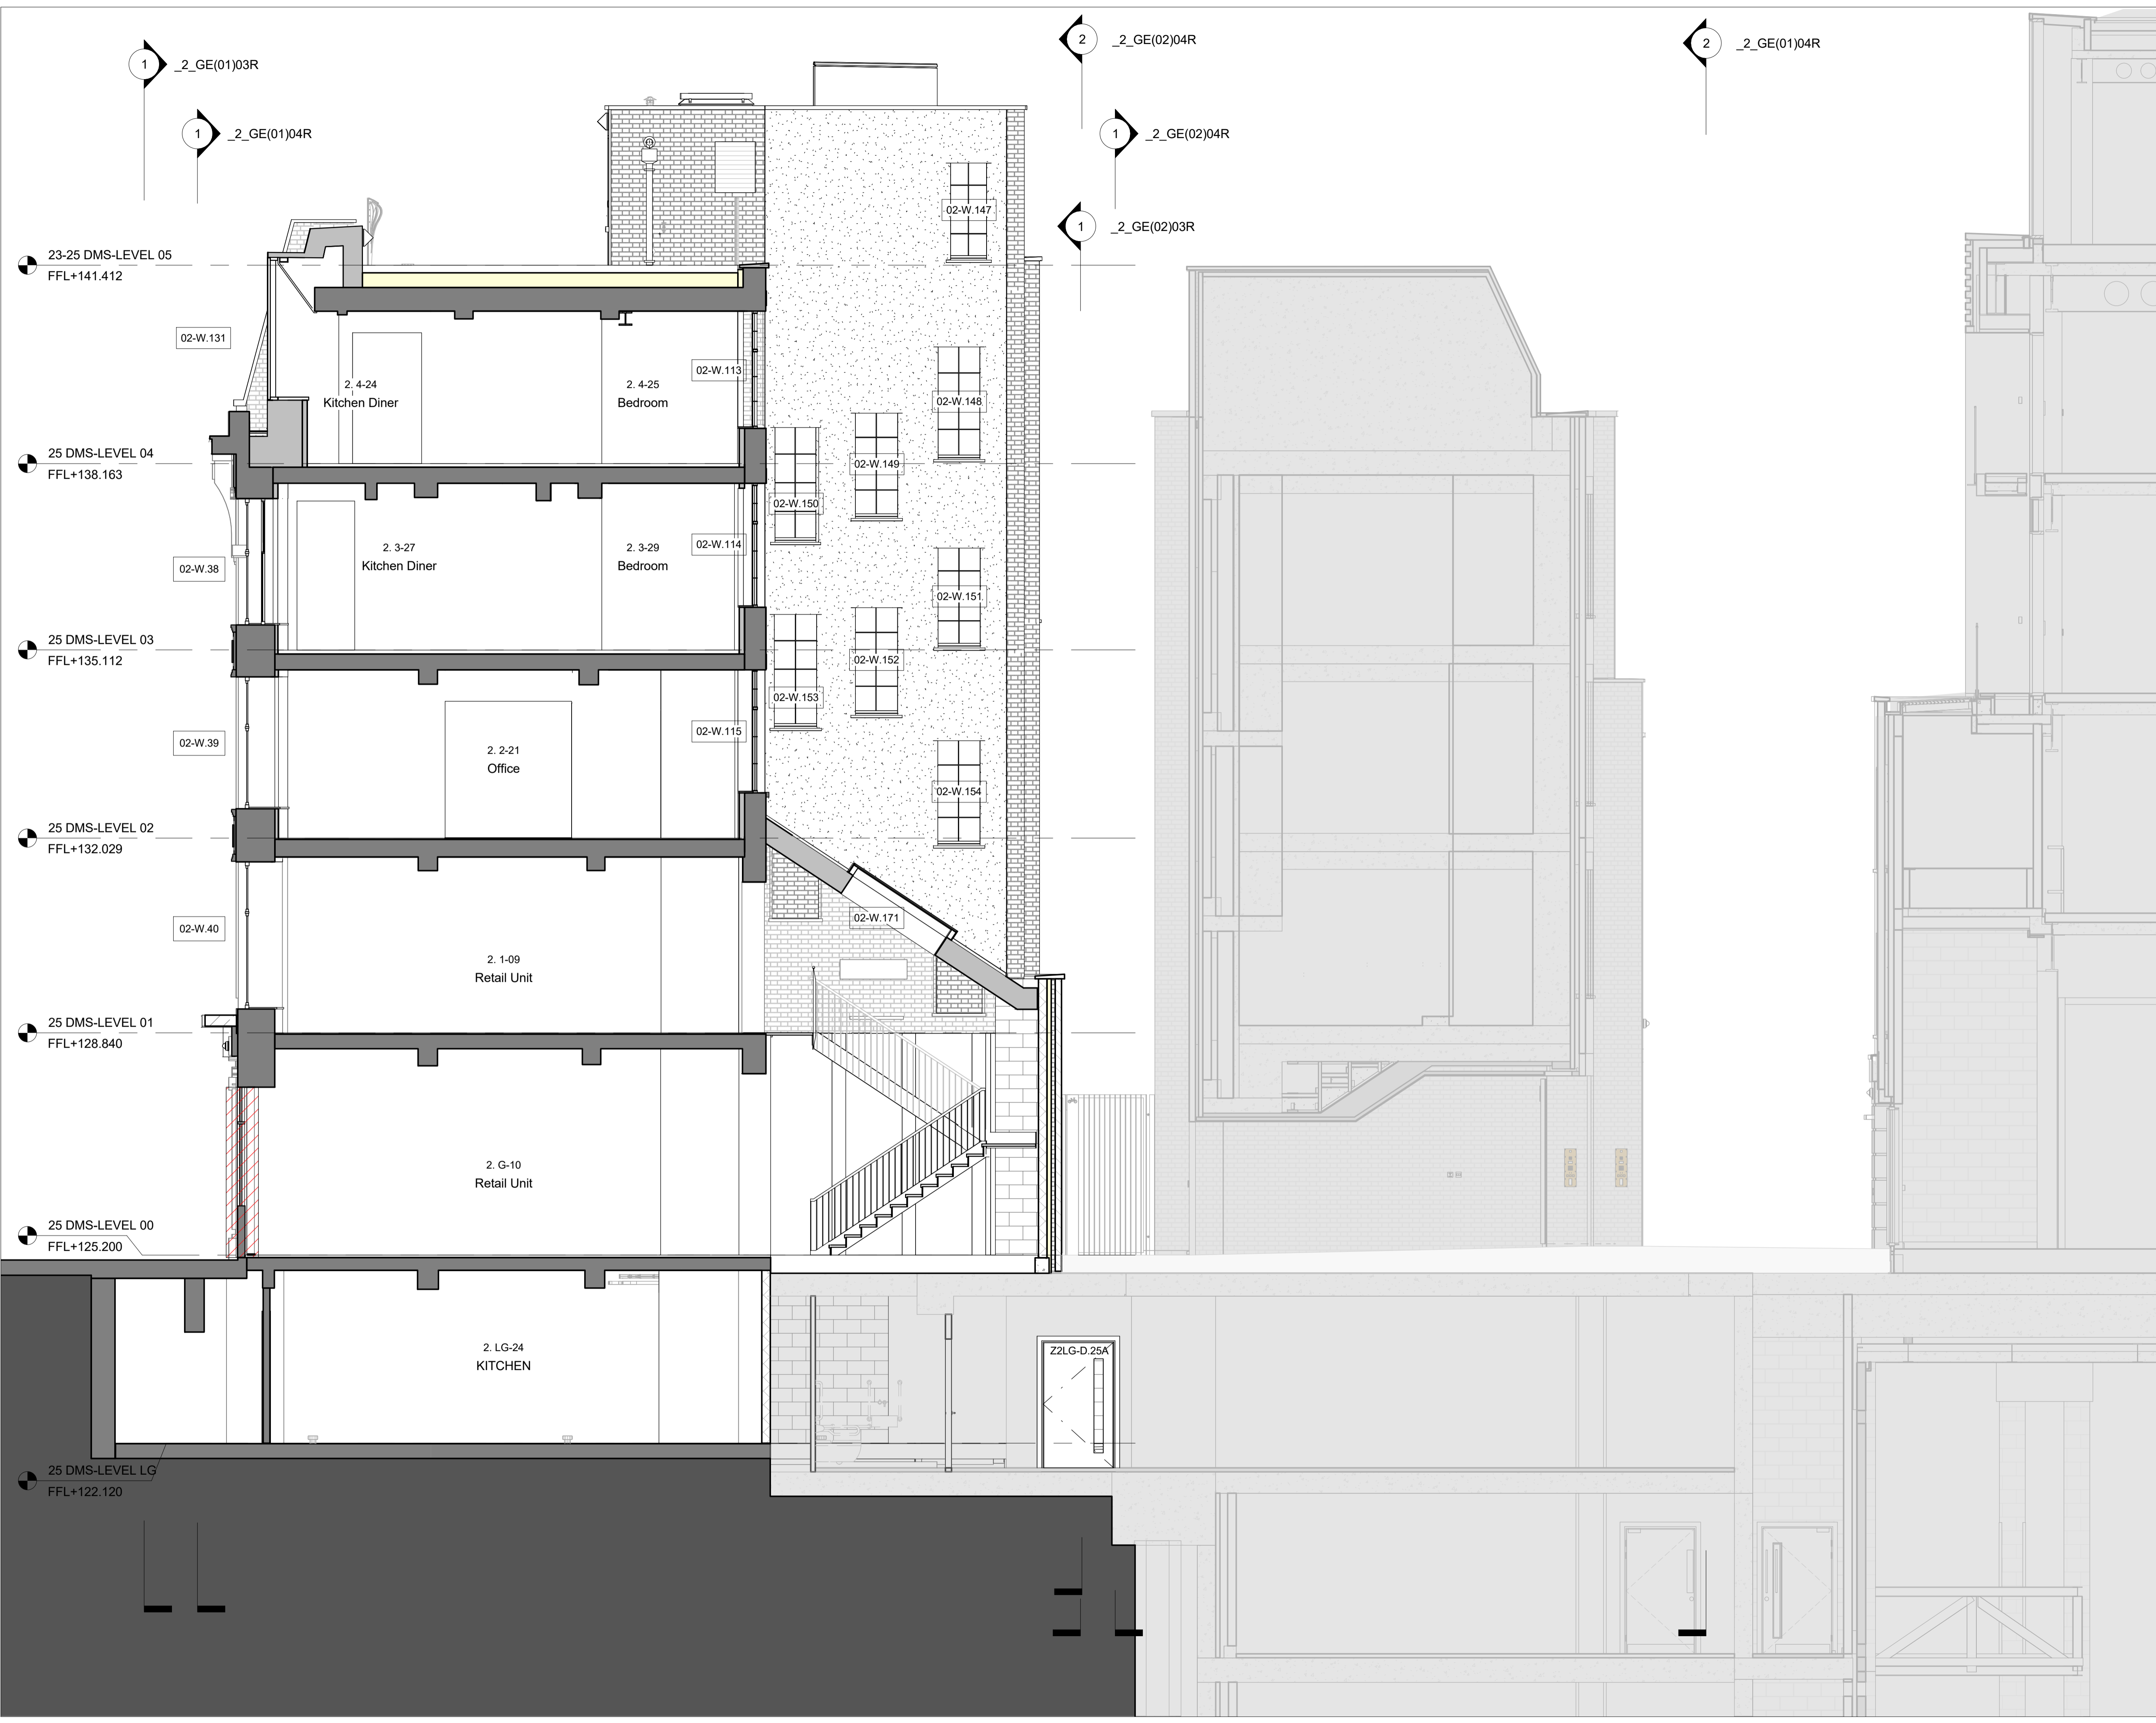 2
_2_GE(02)04R
2
_2_GE(01)04R
1
_2_GE(01)03R
1
_2_GE(01)04R
1
_2_GE(02)04R
02-W.147
1
_2_GE(02)03R
23-25 DMS-LEVEL 05
FFL+141.412
02-W.131
02-W.113
2. 4-24
Kitchen Diner
2. 4-25
Bedroom
02-W.148
25 DMS-LEVEL 04
FFL+138.163
02-W.149
02-W.150
02-W.114
2. 3-27
Kitchen Diner
2. 3-29
Bedroom
02-W.38
02-W.151
25 DMS-LEVEL 03
FFL+135.112
02-W.152
02-W.153
02-W.115
02-W.39
2. 2-21
Office
02-W.154
25 DMS-LEVEL 02
FFL+132.029
02-W.171
02-W.40
2. 1-09
Retail Unit
25 DMS-LEVEL 01
FFL+128.840
2. G-10
Retail Unit
25 DMS-LEVEL 00
FFL+125.200
2. LG-24
KITCHEN
Z2LG-D.25A
25 DMS-LEVEL LG
FFL+122.120